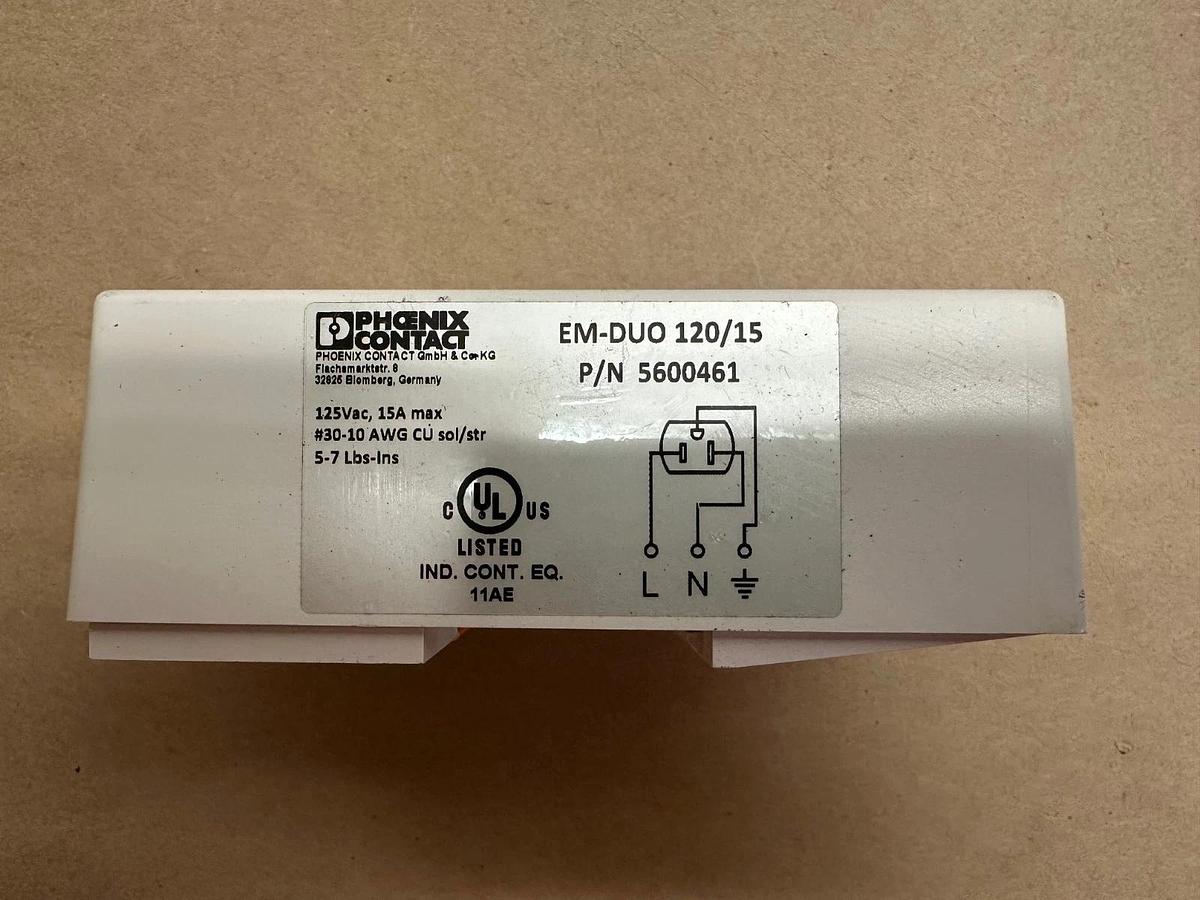 PHOENIX
CONTACT
PHOENIX CONTACT GmbH & Co KG
Flachsmarktstr. 8
32825 Blomberg, Germany
EM-DUO 120/15
P/N 5600461
125Vac, 15A max
#30-10 AWG CU sol/str
5-7 Lbs-Ins
C UL US
LISTED
IND. CONT. EQ.
11AE
L N